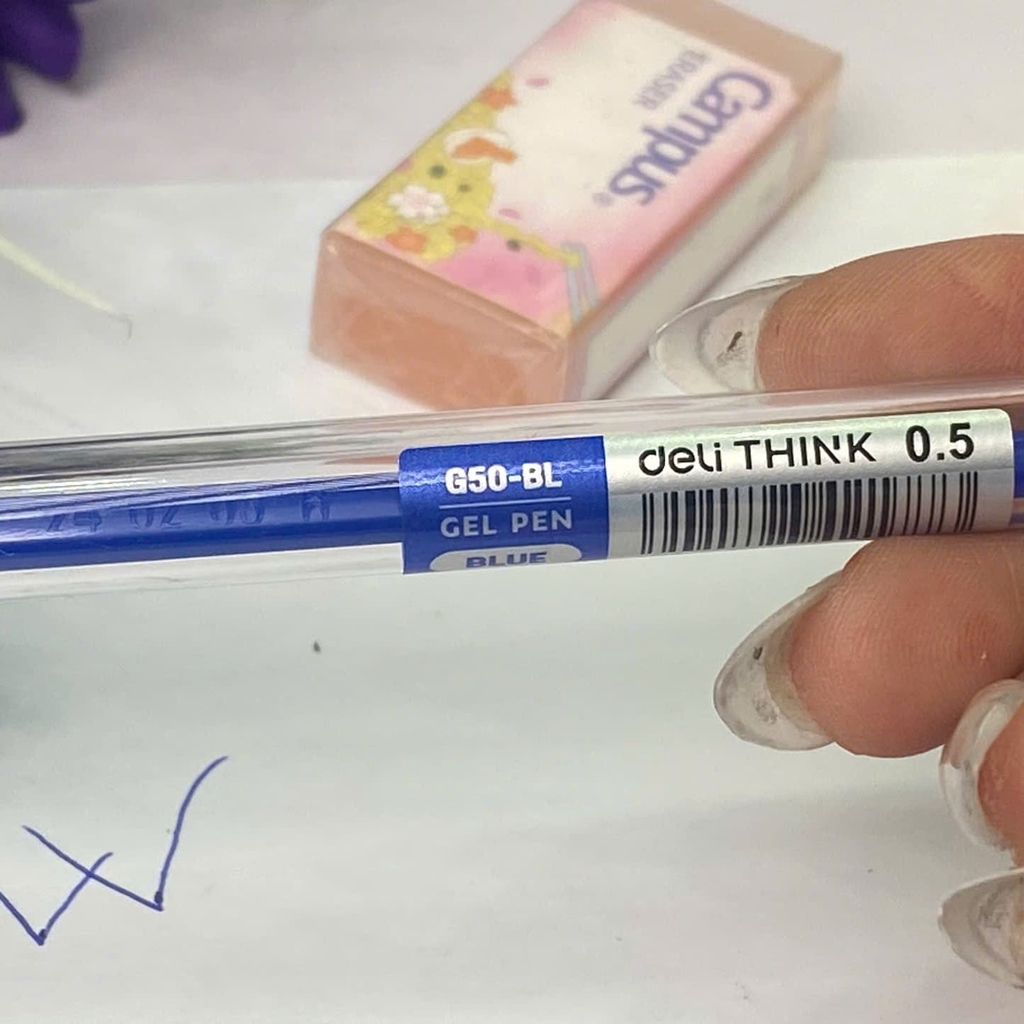 Campus
ERASER
G50-BL
GEL PEN
BLUE
deli THINK 0.5